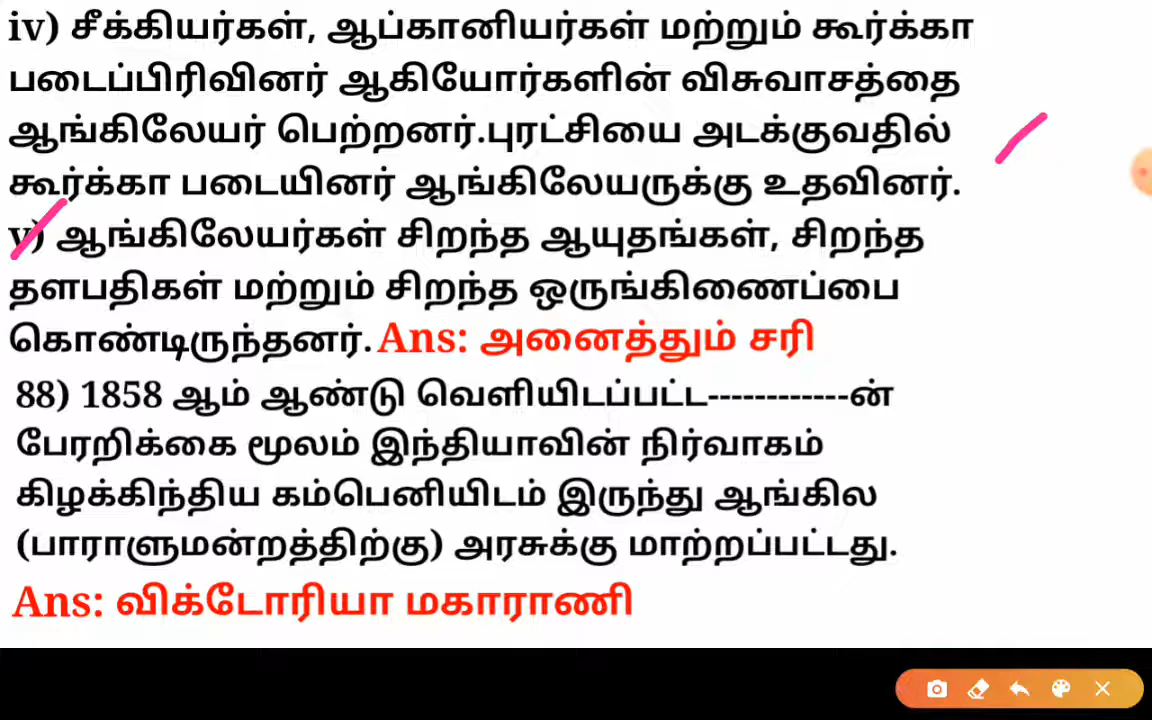 iv) சீக்கியர்கள், ஆப்கானியர்கள் மற்றும் கூர்க்கா
படைப்பிரிவினர் ஆகியோர்களின் விசுவாசத்தை
ஆங்கிலேயர் பெற்றனர்.புரட்சியை அடக்குவதில்
கூர்க்கா படையினர் ஆங்கிலேயருக்கு உதவினர்.
v) ஆங்கிலேயர்கள் சிறந்த ஆயுதங்கள், சிறந்த
தளபதிகள் மற்றும் சிறந்த ஒருங்கிணைப்பை
கொண்டிருந்தனர். Ans: அனைத்தும் சரி
88) 1858 ஆம் ஆண்டு வெளியிடப்பட்ட------------ன்
பேரறிக்கை மூலம் இந்தியாவின் நிர்வாகம்
கிழக்கிந்திய கம்பெனியிடம் இருந்து ஆங்கில
(பாராளுமன்றத்திற்கு) அரசுக்கு மாற்றப்பட்டது.
Ans: விக்டோரியா மகாராணி